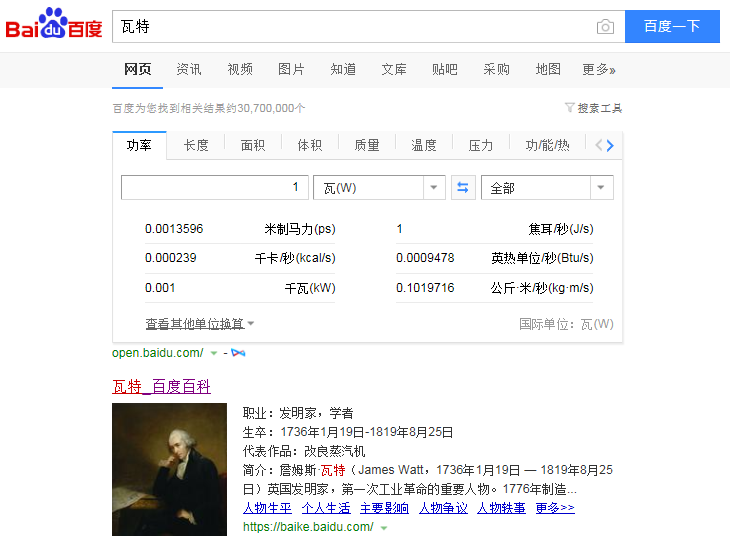 Bai du 百度 瓦特 百度一下
网页 资讯 视频 图片 知道 文库 贴吧 采购 地图 更多»
百度为您找到相关结果约30,700,000个 搜索工具
功率 长度 面积 体积 质量 温度 压力 功/能/热
1 瓦(W) 全部
0.0013596 米制马力(ps) 1 焦耳/秒(J/s)
0.000239 千卡/秒(kcal/s) 0.0009478 英热单位/秒(Btu/s)
0.001 千瓦(kW) 0.1019716 公斤·米/秒(kg·m/s)
查看其他单位换算 国际单位：瓦(W)
open.baidu.com/ -
瓦特_百度百科
职业：发明家，学者
生卒：1736年1月19日-1819年8月25日
代表作品：改良蒸汽机
简介：詹姆斯·瓦特（James Watt，1736年1月19日 — 1819年8月25
日）英国发明家，第一次工业革命的重要人物。1776年制造...
人物生平 个人生活 主要影响 人物争议 人物轶事 更多>>
https://baike.baidu.com/